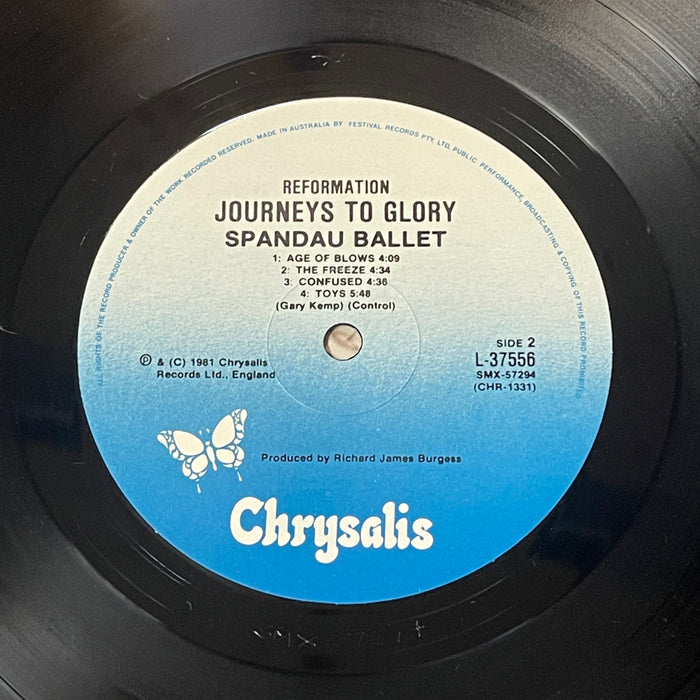 ALL RIGHTS OF THE RECORD PRODUCER & OWNER OF THE WORK RECORDED RESERVED. MADE IN AUSTRALIA BY FESTIVAL RECORDS PTY. LTD. PUBLIC PERFORMANCE, BROADCASTING & COPYING OF THIS RECORD PROHIBITED
REFORMATION
JOURNEYS TO GLORY
SPANDAU BALLET
1: AGE OF BLOWS 4:09
2: THE FREEZE 4:34
3: CONFUSED 4:36
4: TOYS 5:48
(Gary Kemp) (Control)
SIDE 2
L-37556
SMX-57294
(CHR-1331)
Ⓟ & (C) 1981 Chrysalis
Records Ltd., England
Produced by Richard James Burgess
Chrysalis